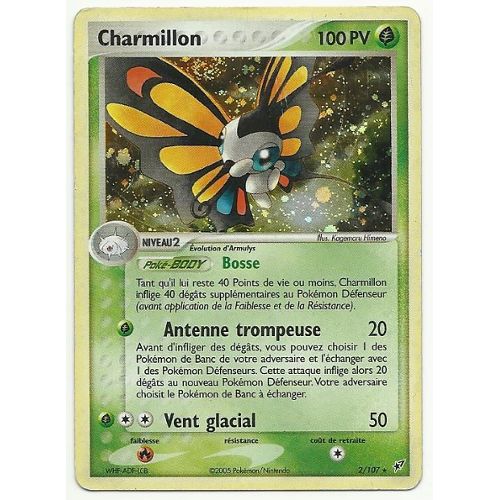 Charmillon 100 PV
Illus. Kagemaru Himeno
NIVEAU2 Évolution d'Armulys
Poké-BODY Bosse
Tant qu'il lui reste 40 Points de vie ou moins, Charmillon
inflige 40 dégâts supplémentaires au Pokémon Défenseur
(avant application de la Faiblesse et de la Résistance).
Antenne trompeuse 20
Avant d'infliger des dégâts, vous pouvez choisir 1 des
Pokémon de Banc de votre adversaire et l'échanger avec
1 des Pokémon Défenseurs. Cette attaque inflige alors 20
dégâts au nouveau Pokémon Défenseur. Votre adversaire
choisit le Pokémon de Banc à échanger.
Vent glacial 50
faiblesse résistance coût de retraite
WHF-ADF-ICB ©2005 Pokémon/Nintendo 2/107 ★